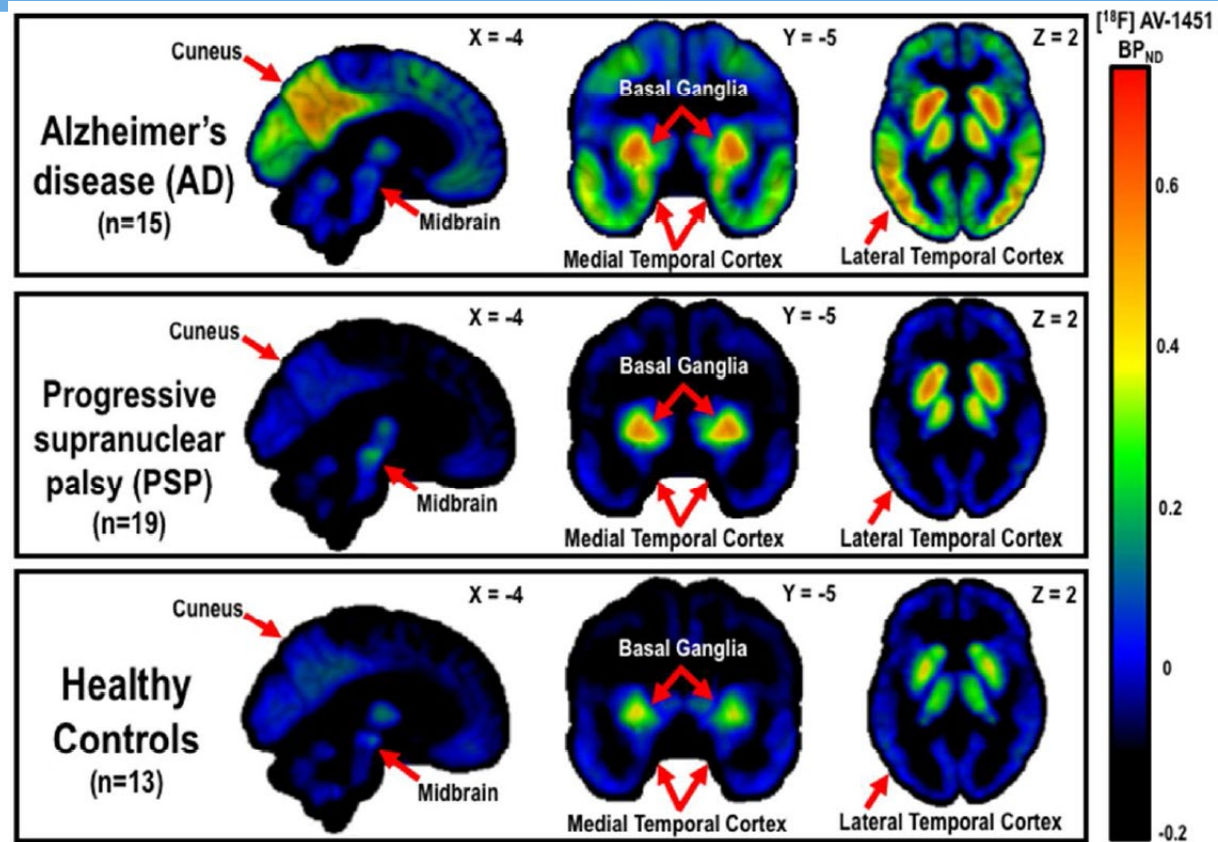 [¹⁸F] AV-1451
BP_ND
0.6
0.4
0.2
0
-0.2
Alzheimer's
disease (AD)
(n=15)
Cuneus
X = -4
Midbrain
Y = -5
Basal Ganglia
Medial Temporal Cortex
Z = 2
Lateral Temporal Cortex
Progressive
supranuclear
palsy (PSP)
(n=19)
Cuneus
X = -4
Midbrain
Y = -5
Basal Ganglia
Medial Temporal Cortex
Z = 2
Lateral Temporal Cortex
Healthy
Controls
(n=13)
Cuneus
X = -4
Midbrain
Y = -5
Basal Ganglia
Medial Temporal Cortex
Z = 2
Lateral Temporal Cortex